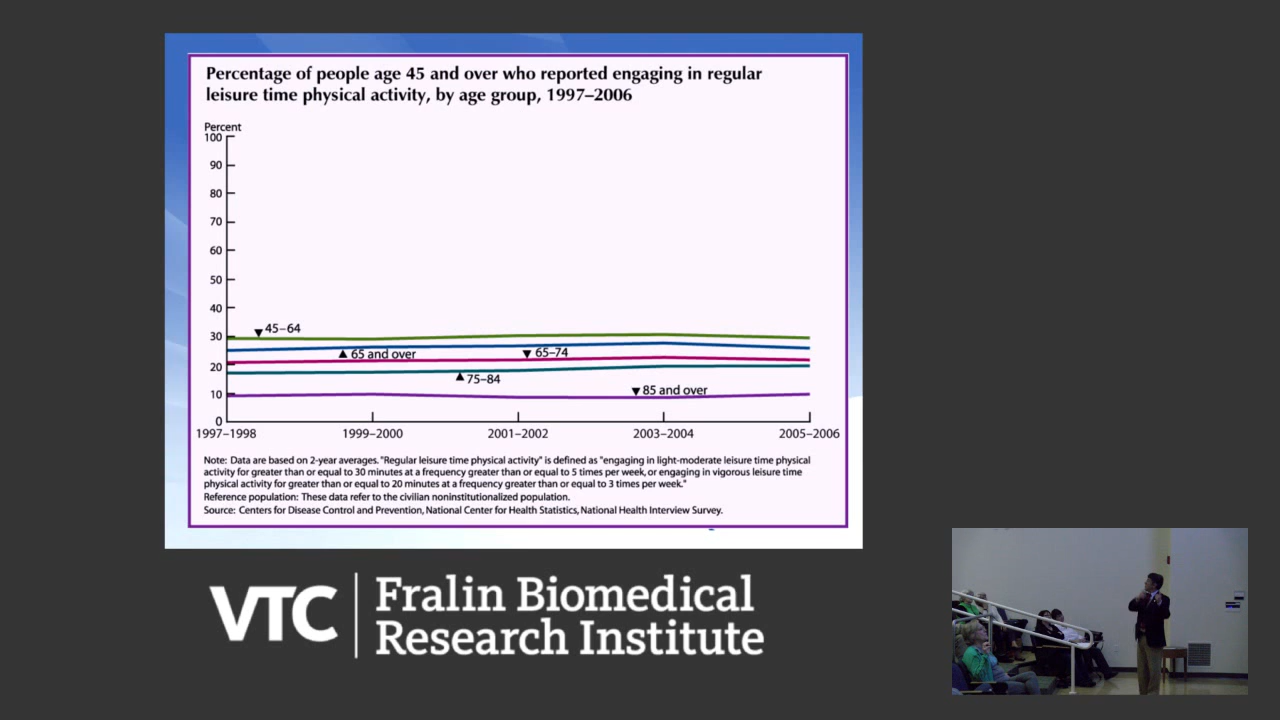 Percentage of people age 45 and over who reported engaging in regular
leisure time physical activity, by age group, 1997–2006
Percent
100
90
80
70
60
50
40
30
20
10
0
45–64
65 and over
65–74
75–84
85 and over
1997–1998 1999–2000 2001–2002 2003–2004 2005–2006
Note: Data are based on 2-year averages. "Regular leisure time physical activity" is defined as "engaging in light-moderate leisure time physical
activity for greater than or equal to 30 minutes at a frequency greater than or equal to 5 times per week, or engaging in vigorous leisure time
physical activity for greater than or equal to 20 minutes at a frequency greater than or equal to 3 times per week."
Reference population: These data refer to the civilian noninstitutionalized population.
Source: Centers for Disease Control and Prevention, National Center for Health Statistics, National Health Interview Survey.
VTC
Fralin Biomedical
Research Institute